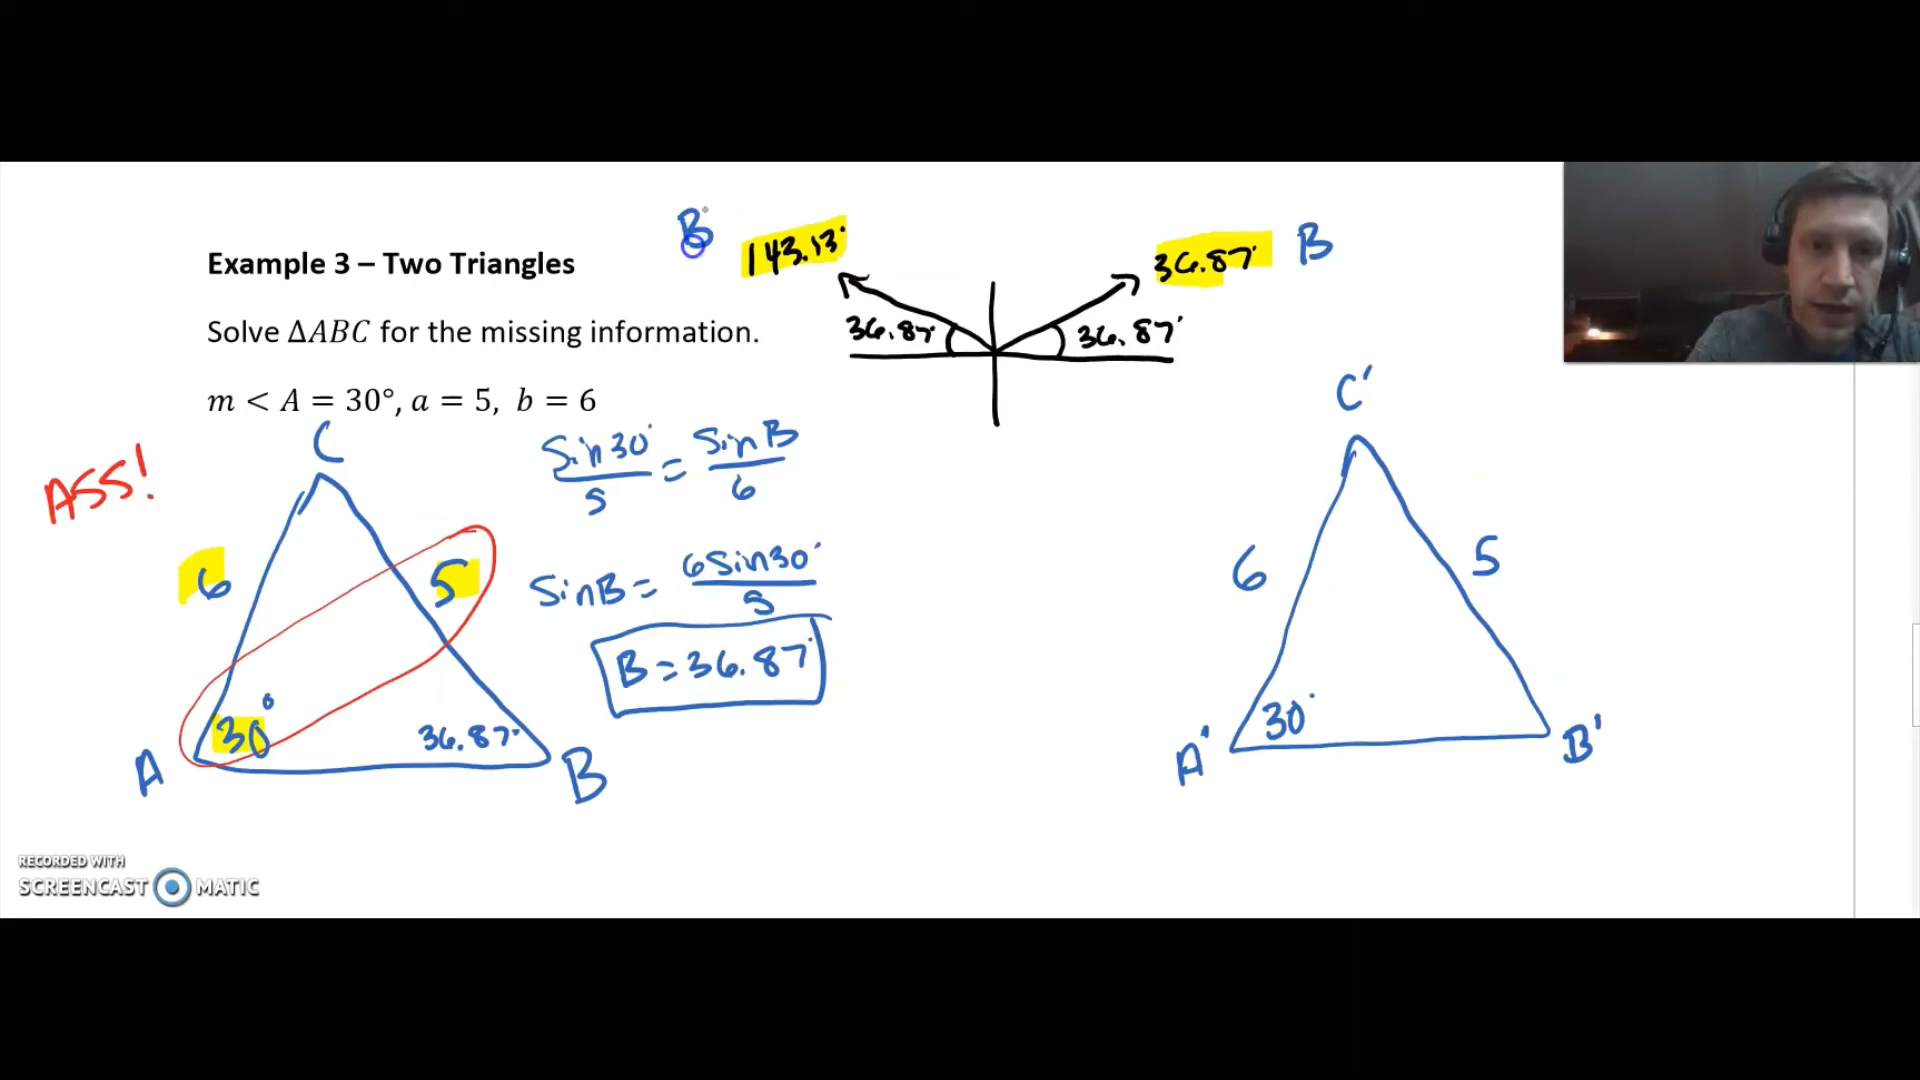 B
143.13°
36.87° B
Example 3 – Two Triangles
36.87° 36.87°
Solve ΔABC for the missing information.
m < A = 30°, a = 5, b = 6
C
C'
ASS!
sin30°/5 = sinB/6
6
5
sinB = 6sin30°/5
6
5
B = 36.87°
30°
36.87°
A
B
30°
A'
B'
RECORDED WITH
SCREENCAST MATIC